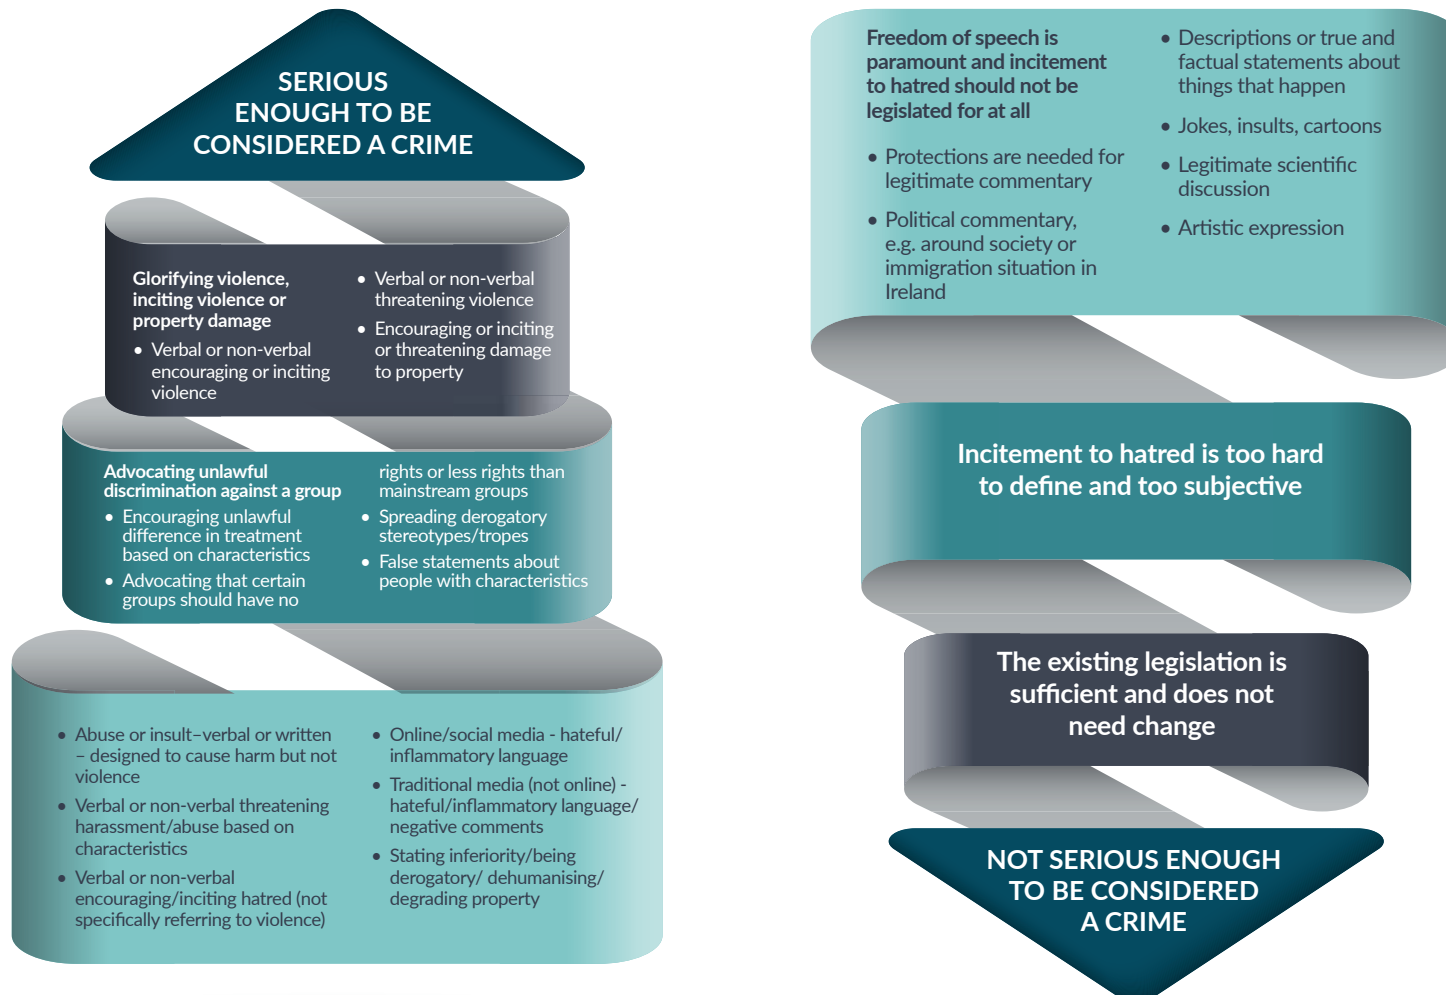 SERIOUS
ENOUGH TO BE
CONSIDERED A CRIME
Glorifying violence,
inciting violence or
property damage
• Verbal or non-verbal
encouraging or inciting
violence
• Verbal or non-verbal
threatening violence
• Encouraging or inciting
or threatening damage
to property
Advocating unlawful
discrimination against a group
• Encouraging unlawful
difference in treatment
based on characteristics
• Advocating that certain
groups should have no
rights or less rights than
mainstream groups
• Spreading derogatory
stereotypes/tropes
• False statements about
people with characteristics
• Abuse or insult–verbal or written
– designed to cause harm but not
violence
• Verbal or non-verbal threatening
harassment/abuse based on
characteristics
• Verbal or non-verbal
encouraging/inciting hatred (not
specifically referring to violence)
• Online/social media - hateful/
inflammatory language
• Traditional media (not online) -
hateful/inflammatory language/
negative comments
• Stating inferiority/being
derogatory/ dehumanising/
degrading property
Freedom of speech is
paramount and incitement
to hatred should not be
legislated for at all
• Protections are needed for
legitimate commentary
• Political commentary,
e.g. around society or
immigration situation in
Ireland
• Descriptions or true and
factual statements about
things that happen
• Jokes, insults, cartoons
• Legitimate scientific
discussion
• Artistic expression
Incitement to hatred is too hard
to define and too subjective
The existing legislation is
sufficient and does not
need change
NOT SERIOUS ENOUGH
TO BE CONSIDERED
A CRIME